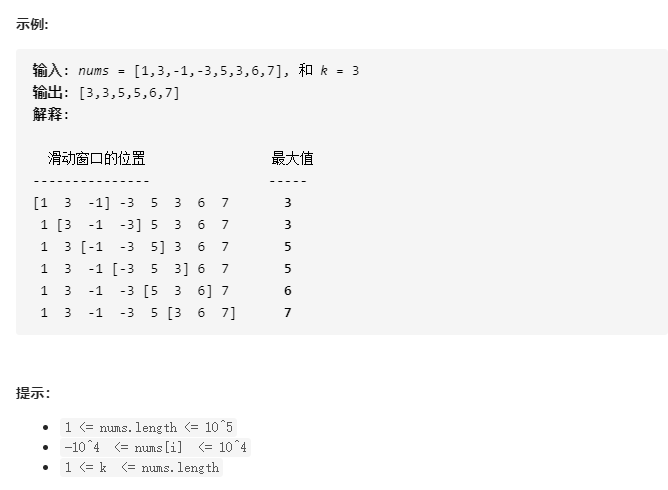 示例:
输入: nums = [1,3,-1,-3,5,3,6,7], 和 k = 3
输出: [3,3,5,5,6,7]
解释:
滑动窗口的位置 最大值
--------------- -----
[1 3 -1] -3 5 3 6 7 3
1 [3 -1 -3] 5 3 6 7 3
1 3 [-1 -3 5] 3 6 7 5
1 3 -1 [-3 5 3] 6 7 5
1 3 -1 -3 [5 3 6] 7 6
1 3 -1 -3 5 [3 6 7] 7
提示:
1 <= nums.length <= 10^5
-10^4 <= nums[i] <= 10^4
1 <= k <= nums.length